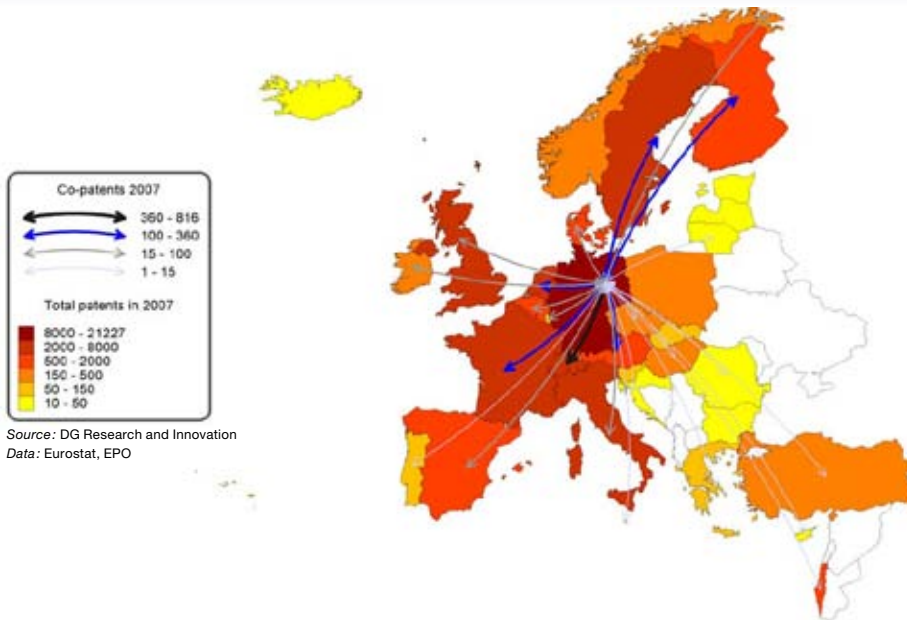 Co-patents 2007
360 - 816
100 - 360
15 - 100
1 - 15
Total patents in 2007
8000 - 21227
2000 - 8000
500 - 2000
150 - 500
50 - 150
10 - 50
Source: DG Research and Innovation
Data: Eurostat, EPO